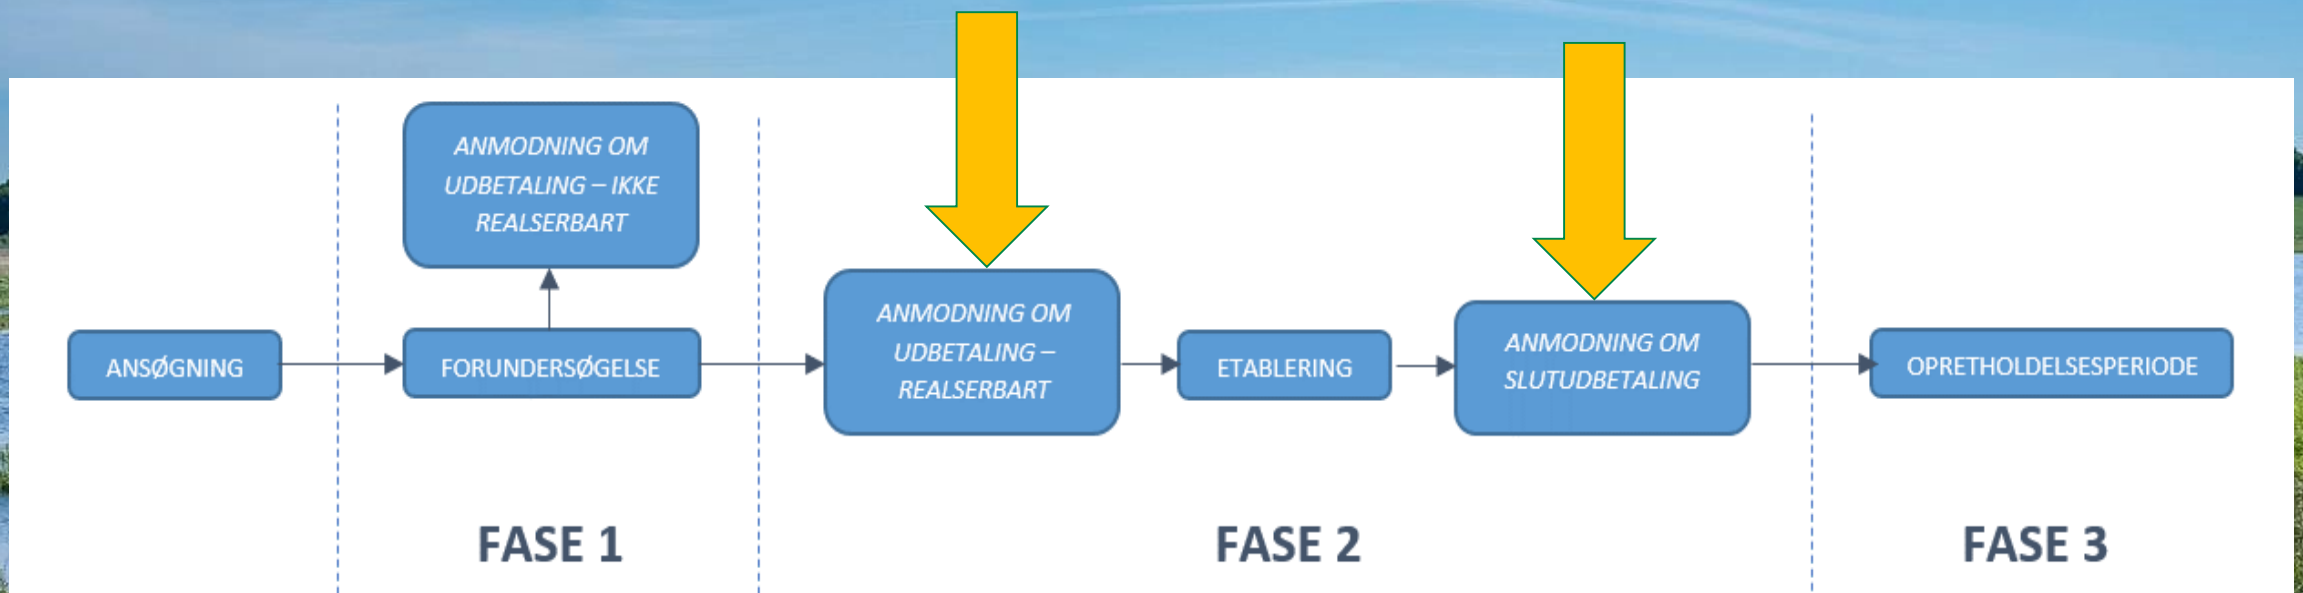 ANSØGNING
ANMODNING OM
UDBETALING – IKKE
REALSERBART
FORUNDERSØGELSE
FASE 1
ANMODNING OM
UDBETALING –
REALSERBART
ETABLERING
ANMODNING OM
SLUTUDBETALING
FASE 2
OPRETHOLDELSESPERIODE
FASE 3